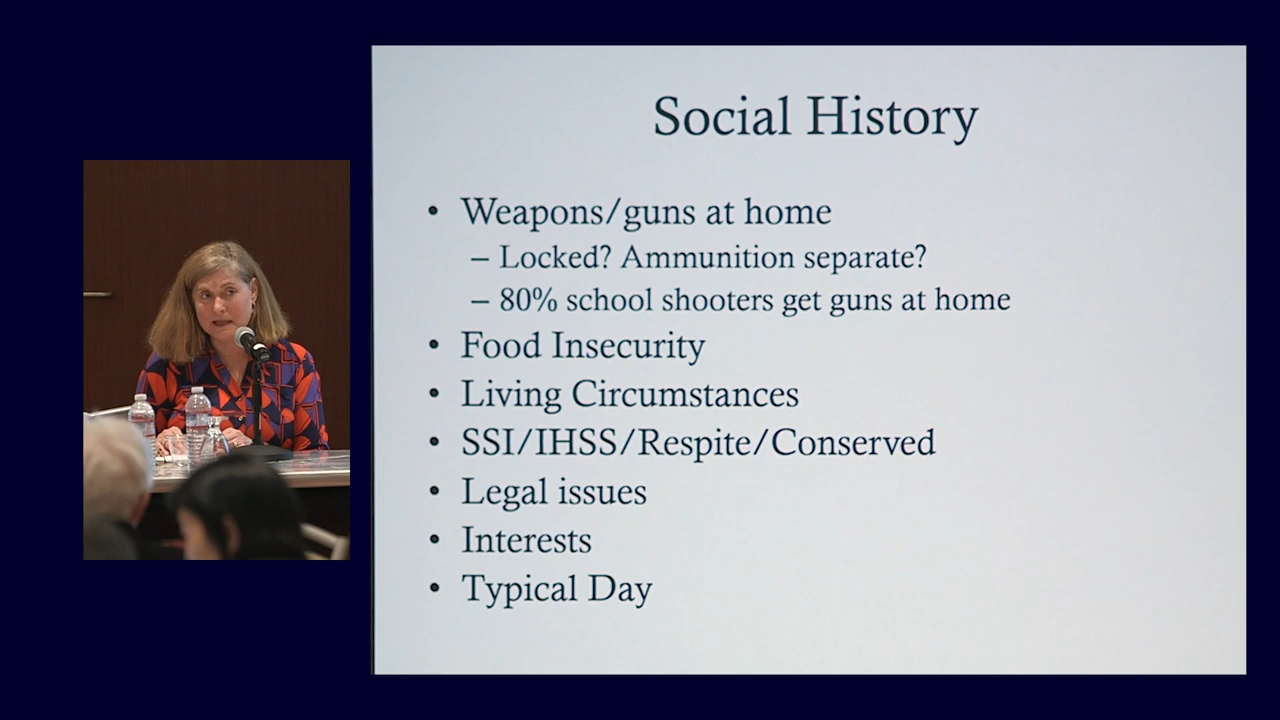 Social History
• Weapons/guns at home
– Locked? Ammunition separate?
– 80% school shooters get guns at home
• Food Insecurity
• Living Circumstances
• SSI/IHSS/Respite/Conserved
• Legal issues
• Interests
• Typical Day